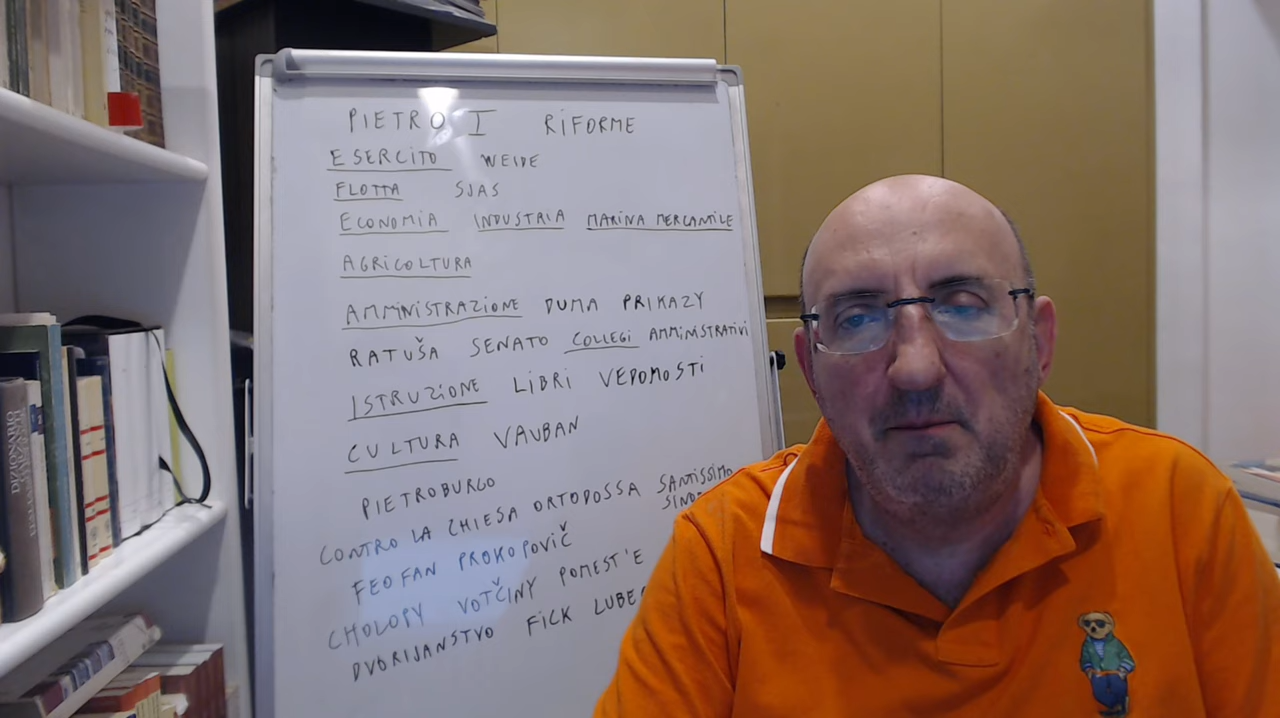 PIETRO I RIFORME
ESERCITO WEIDE
FLOTTA SJAS
ECONOMIA INDUSTRIA MARINA MERCANTILE
AGRICOLTURA
AMMINISTRAZIONE DUMA PRIKAZY
RATUŠA SENATO COLLEGI AMMINISTRATIVI
ISTRUZIONE LIBRI VEDOMOSTI
CULTURA VAUBAN
PIETROBURGO
CONTRO LA CHIESA ORTODOSSA SANTISSIMO
FEOFAN PROKOPOVIČ
CHOLOPY VOTČINY POMEST'E
DVORIJANSTVO FICK